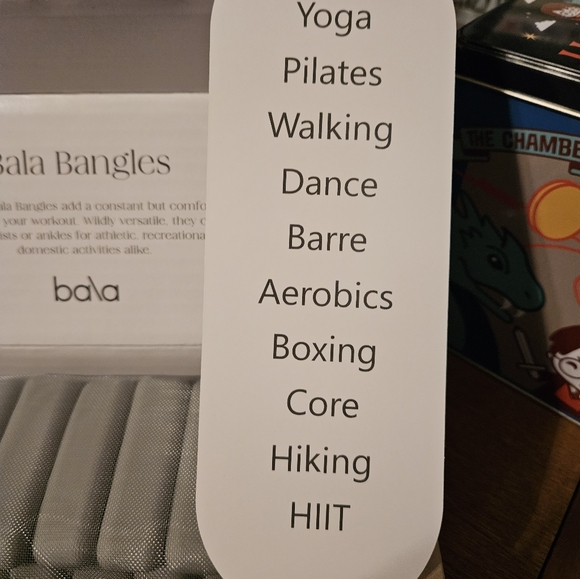 Bala Bangles
Bala Bangles add a constant but comfo
your workout. Wildly versatile, they c
ists or ankles for athletic, recreationa
domestic activities alike.
bala
Yoga
Pilates
Walking
Dance
Barre
Aerobics
Boxing
Core
Hiking
HIIT
THE CHAMBE